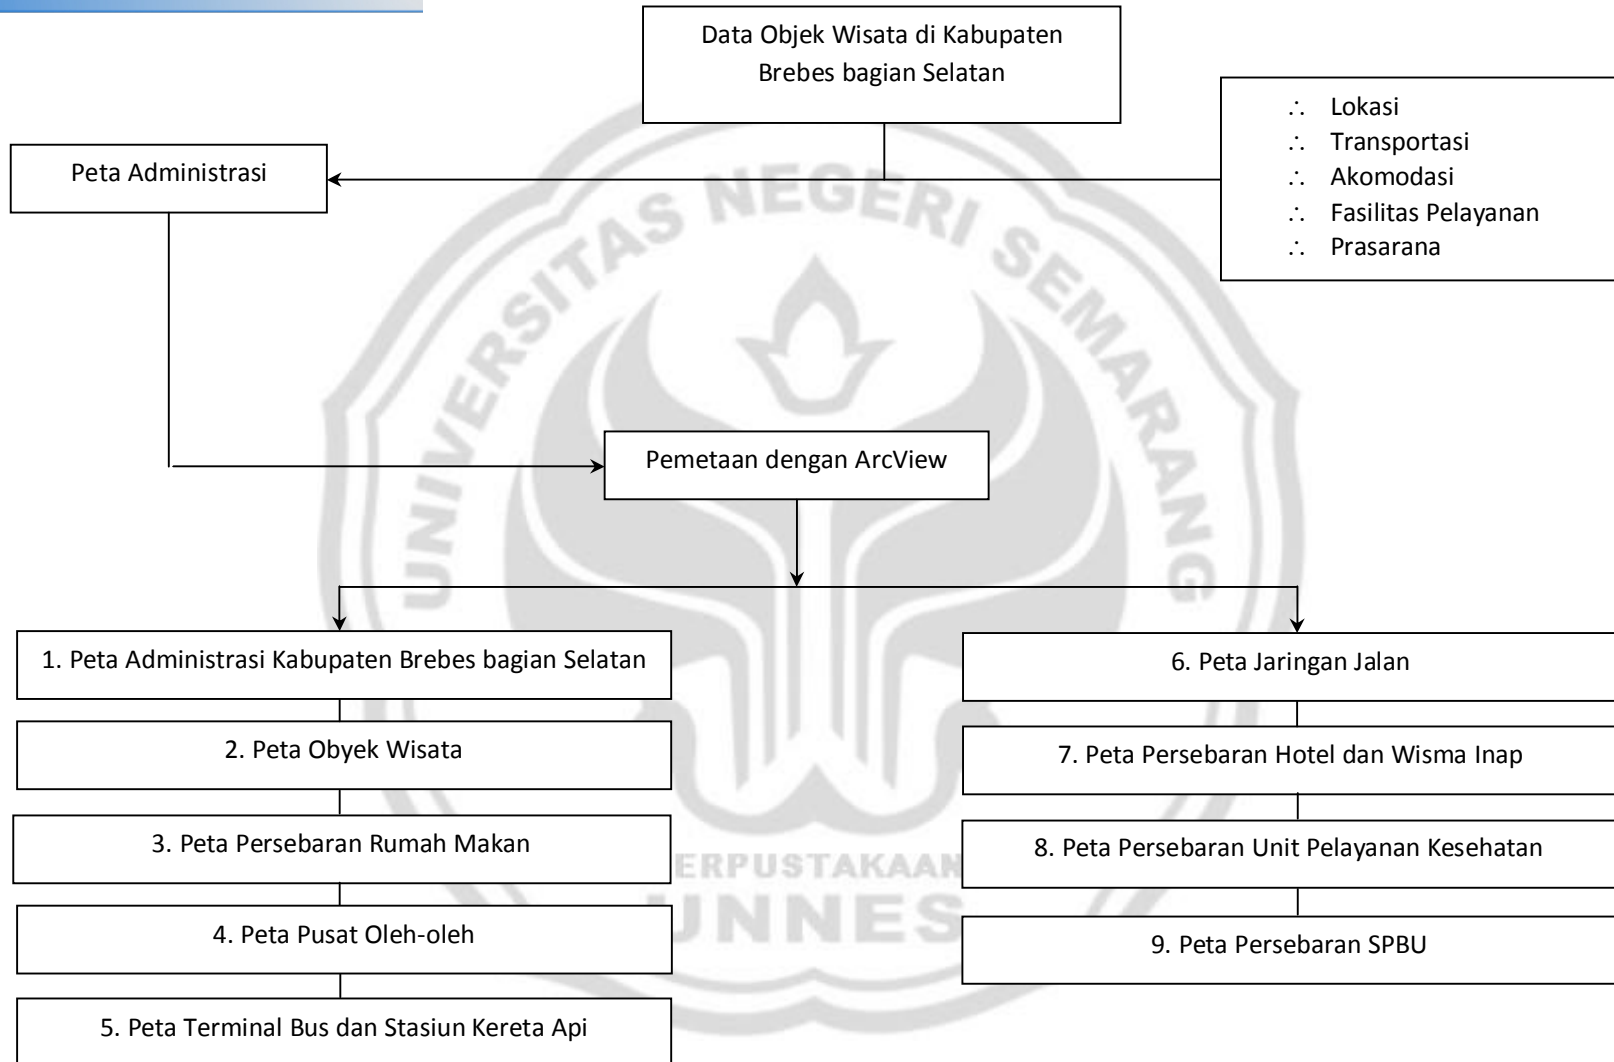 Data Objek Wisata di Kabupaten
Brebes bagian Selatan
∴ Lokasi
∴ Transportasi
∴ Akomodasi
∴ Fasilitas Pelayanan
∴ Prasarana
Peta Administrasi
UNIVERSITAS NEGERI SEMARANG
Pemetaan dengan ArcView
1. Peta Administrasi Kabupaten Brebes bagian Selatan
2. Peta Obyek Wisata
3. Peta Persebaran Rumah Makan
4. Peta Pusat Oleh-oleh
5. Peta Terminal Bus dan Stasiun Kereta Api
6. Peta Jaringan Jalan
7. Peta Persebaran Hotel dan Wisma Inap
8. Peta Persebaran Unit Pelayanan Kesehatan
9. Peta Persebaran SPBU
PERPUSTAKAAN
UNNES